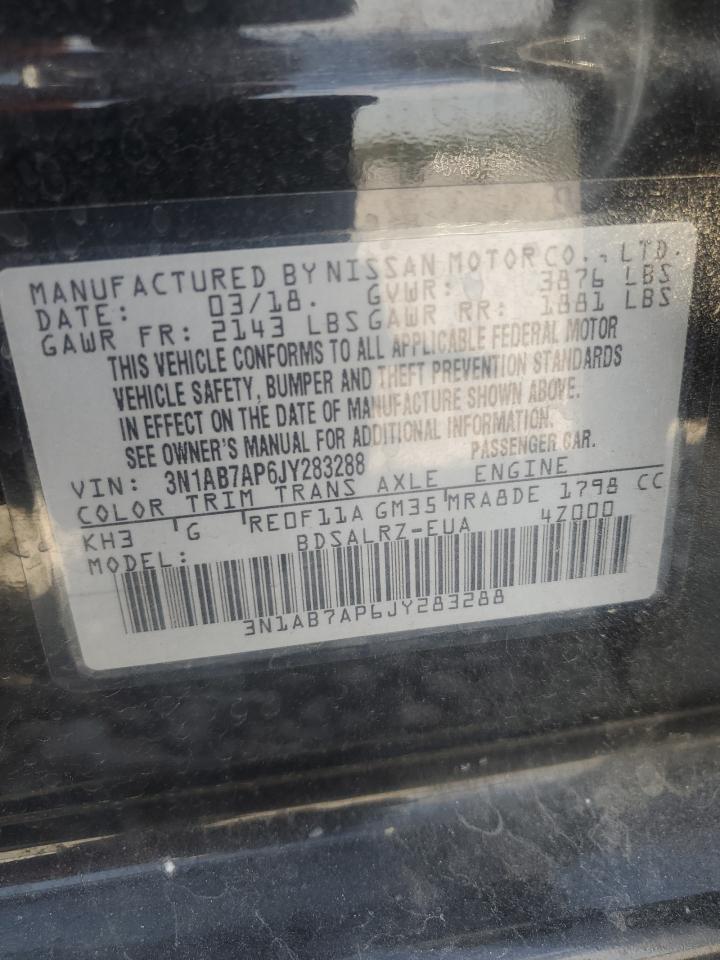 MANUFACTURED BY NISSAN MOTOR CO., LTD.
DATE: 03/18. GVWR: 3876 LBS
GAWR FR: 2143 LBS GAWR RR: 1881 LBS
THIS VEHICLE CONFORMS TO ALL APPLICABLE FEDERAL MOTOR
VEHICLE SAFETY, BUMPER AND THEFT PREVENTION STANDARDS
IN EFFECT ON THE DATE OF MANUFACTURE SHOWN ABOVE.
SEE OWNER'S MANUAL FOR ADDITIONAL INFORMATION.
VIN: 3N1AB7AP6JY283288 PASSENGER CAR.
COLOR TRIM TRANS AXLE ENGINE
KH3 G RE0F11A GM35 MRA8DE 1798 CC
MODEL: BDSALRZ-EUA 4Z000
3N1AB7AP6JY283288